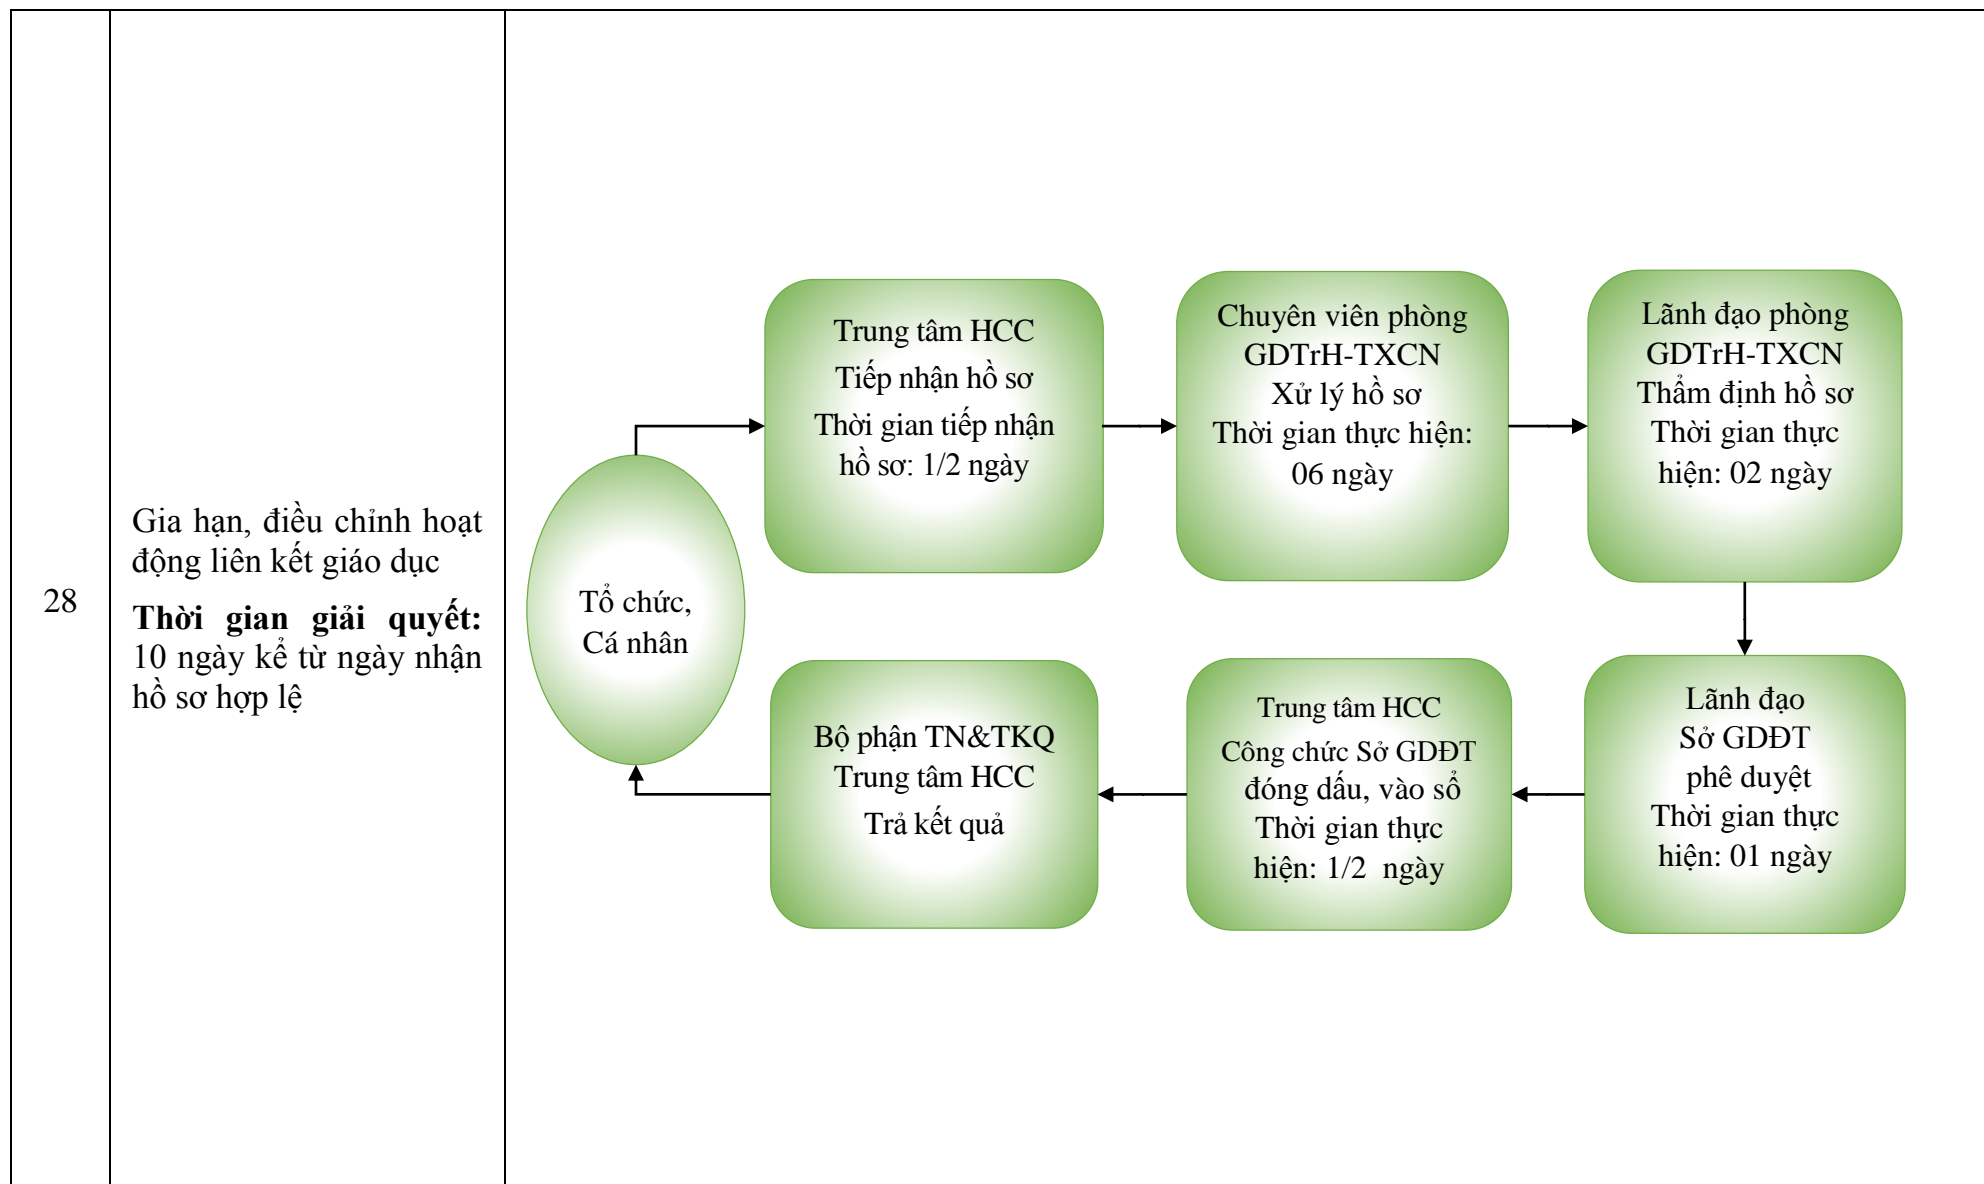 28
Gia hạn, điều chỉnh hoạt
động liên kết giáo dục
Thời gian giải quyết:
10 ngày kể từ ngày nhận
hồ sơ hợp lệ
Tổ chức,
Cá nhân
Trung tâm HCC
Tiếp nhận hồ sơ
Thời gian tiếp nhận
hồ sơ: 1/2 ngày
Chuyên viên phòng
GDTrH-TXCN
Xử lý hồ sơ
Thời gian thực hiện:
06 ngày
Lãnh đạo phòng
GDTrH-TXCN
Thẩm định hồ sơ
Thời gian thực
hiện: 02 ngày
Lãnh đạo
Sở GDĐT
phê duyệt
Thời gian thực
hiện: 01 ngày
Trung tâm HCC
Công chức Sở GDĐT
đóng dấu, vào sổ
Thời gian thực
hiện: 1/2 ngày
Bộ phận TN&TKQ
Trung tâm HCC
Trả kết quả